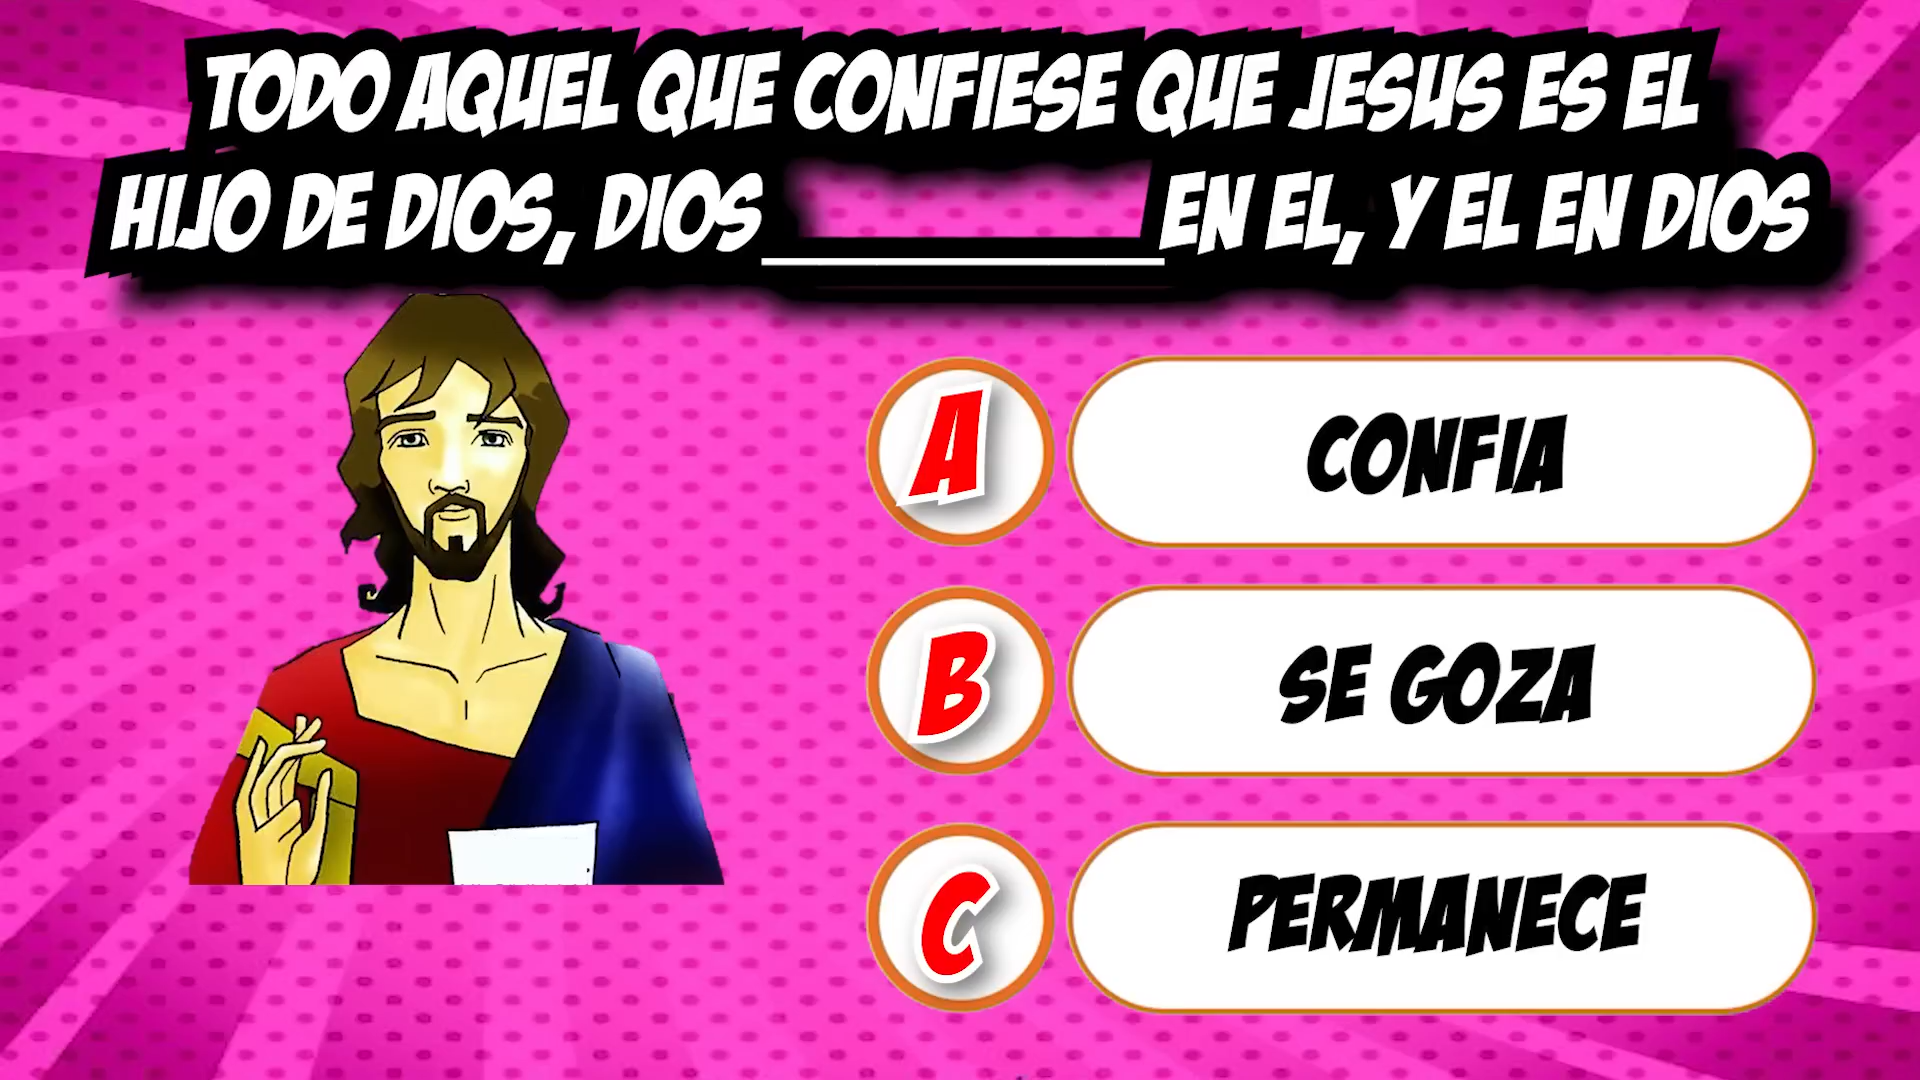 TODO AQUEL QUE CONFIESE QUE JESUS ES EL
HIJO DE DIOS, DIOS __________ EN EL, Y EL EN DIOS
A CONFIA
B SE GOZA
C PERMANECE